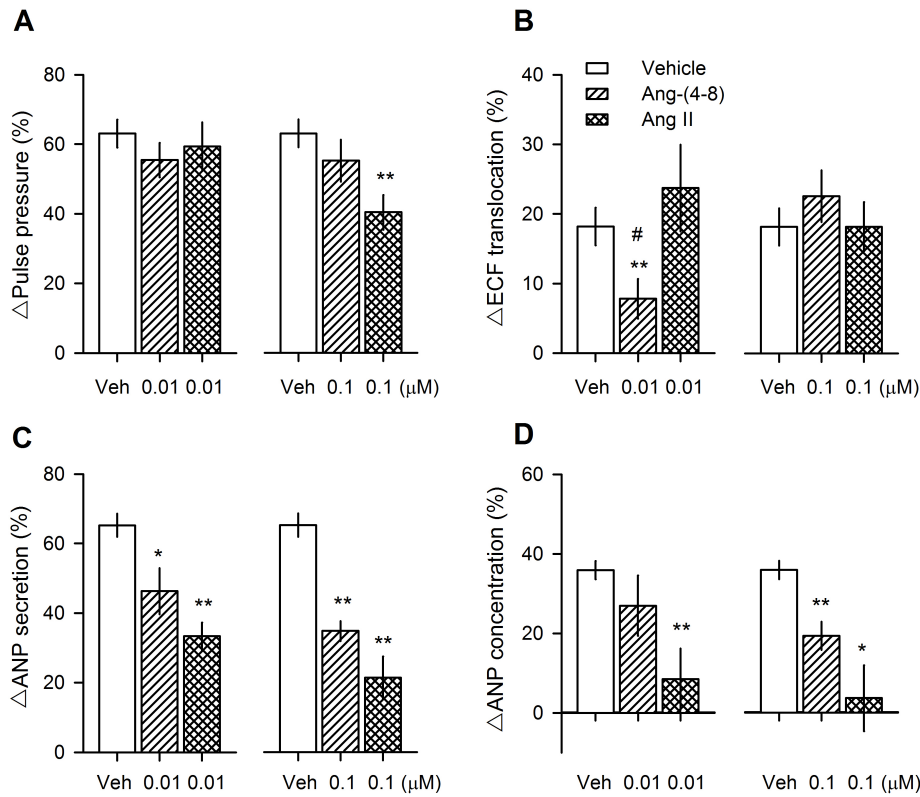 A
△Pulse pressure (%)
80
60
40
20
0
**
Veh 0.01 0.01
Veh 0.1 0.1 (μM)
B
△ECF translocation (%)
40
30
20
10
0
Vehicle
Ang-(4-8)
Ang II
#
**
Veh 0.01 0.01
Veh 0.1 0.1 (μM)
C
△ANP secretion (%)
80
60
40
20
0
*
**
**
**
Veh 0.01 0.01
Veh 0.1 0.1 (μM)
D
△ANP concentration (%)
60
40
20
0
**
**
*
Veh 0.01 0.01
Veh 0.1 0.1 (μM)